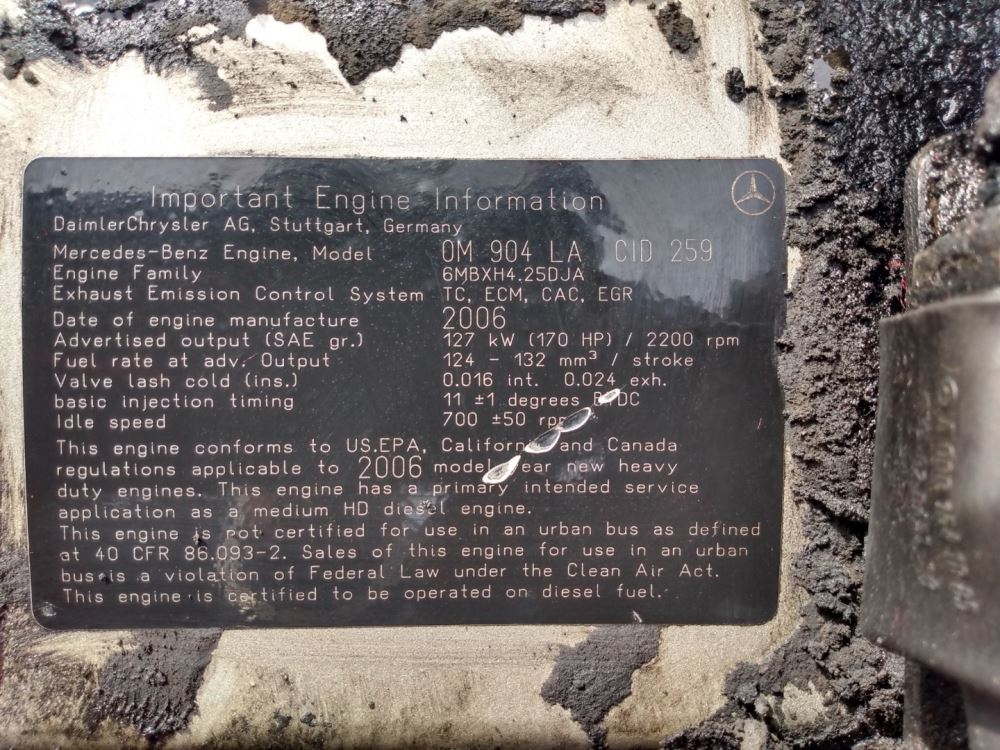 Important Engine Information
DaimlerChrysler AG, Stuttgart, Germany
Mercedes-Benz Engine, Model OM 904 LA CID 259
Engine Family 6MBXH4.25DJA
Exhaust Emission Control System TC, ECM, CAC, EGR
Date of engine manufacture 2006
Advertised output (SAE gr.) 127 kW (170 HP) / 2200 rpm
Fuel rate at adv. Output 124 - 132 mm³ / stroke
Valve lash cold (ins.) 0.016 int. 0.024 exh.
basic injection timing 11 ±1 degrees BTDC
Idle speed 700 ±50 rpm
This engine conforms to US.EPA, California and Canada
regulations applicable to 2006 model year new heavy
duty engines. This engine has a primary intended service
application as a medium HD diesel engine.
This engine is not certified for use in an urban bus as defined
at 40 CFR 86.093-2. Sales of this engine for use in an urban
bus is a violation of Federal Law under the Clean Air Act.
This engine is certified to be operated on diesel fuel.